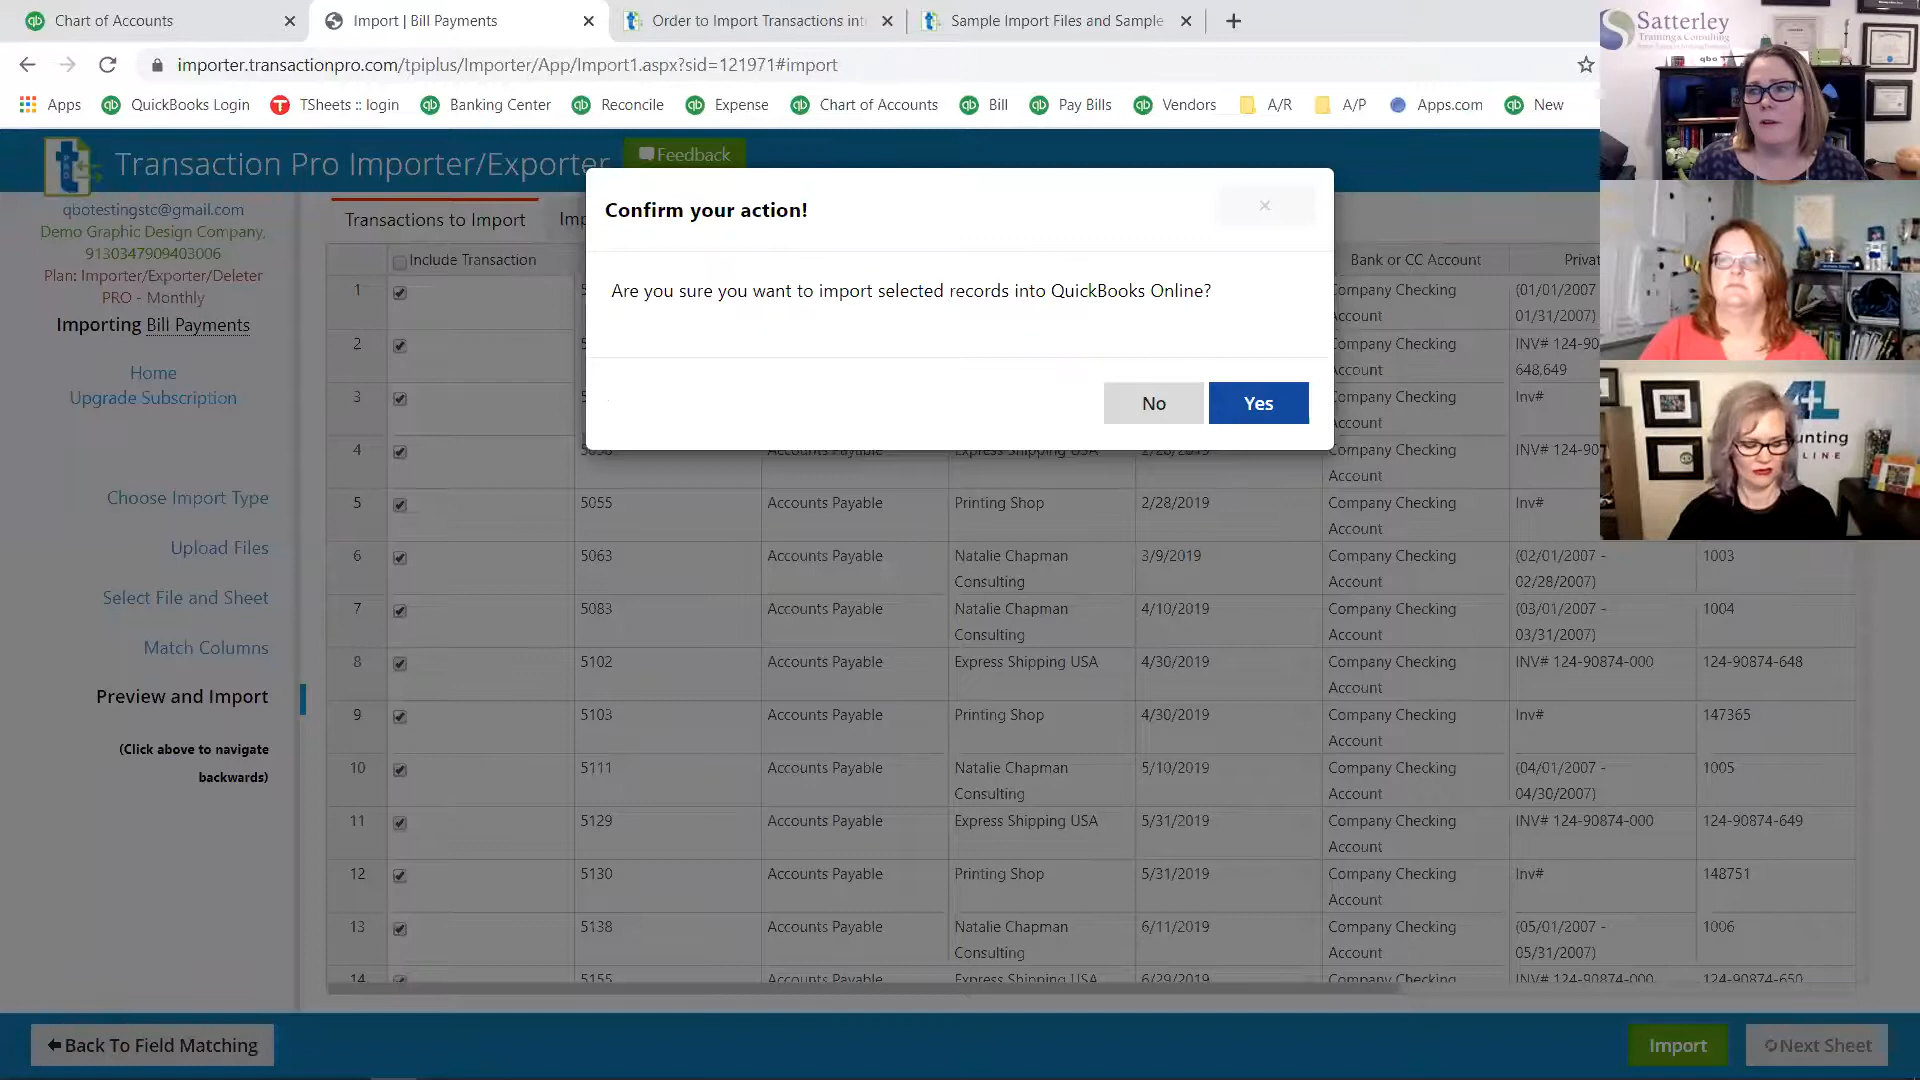 Chart of Accounts
Import | Bill Payments
Order to Import Transactions int
Sample Import Files and Sample
importer.transactionpro.com/tpiplus/Importer/App/Import1.aspx?sid=121971#import
Apps QuickBooks Login TSheets :: login Banking Center Reconcile Expense Chart of Accounts Bill Pay Bills Vendors A/R A/P Apps.com New
Satterley
Training & Consulting
qbo
Transaction Pro Importer/Exporter
Feedback
qbotestingstc@gmail.com
Demo Graphic Design Company,
9130347909403006
Plan: Importer/Exporter/Deleter
PRO - Monthly
Importing Bill Payments
Home
Upgrade Subscription
Choose Import Type
Upload Files
Select File and Sheet
Match Columns
Preview and Import
(Click above to navigate
backwards)
Confirm your action!
×
Are you sure you want to import selected records into QuickBooks Online?
No Yes
Transactions to Import
Include Transaction Bank or CC Account
1 Company Checking (01/01/2007
Account 01/31/2007)
2 Company Checking INV# 124-90
Account 648,649
3 Company Checking Inv#
Account
4 Accounts Payable Express Shipping USA 2/28/2019 Company Checking INV# 124-90
Account
5 5055 Accounts Payable Printing Shop 2/28/2019 Company Checking Inv#
Account
6 5063 Accounts Payable Natalie Chapman 3/9/2019 Company Checking (02/01/2007 - 1003
Consulting Account 02/28/2007)
7 5083 Accounts Payable Natalie Chapman 4/10/2019 Company Checking (03/01/2007 - 1004
Consulting Account 03/31/2007)
8 5102 Accounts Payable Express Shipping USA 4/30/2019 Company Checking INV# 124-90874-000 124-90874-648
Account
9 5103 Accounts Payable Printing Shop 4/30/2019 Company Checking Inv# 147365
Account
10 5111 Accounts Payable Natalie Chapman 5/10/2019 Company Checking (04/01/2007 - 1005
Consulting Account 04/30/2007)
11 5129 Accounts Payable Express Shipping USA 5/31/2019 Company Checking INV# 124-90874-000 124-90874-649
Account
12 5130 Accounts Payable Printing Shop 5/31/2019 Company Checking Inv# 148751
Account
13 5138 Accounts Payable Natalie Chapman 6/11/2019 Company Checking (05/01/2007 - 1006
Consulting Account 05/31/2007)
14 5155 Accounts Payable Express Shipping USA 6/29/2019 Company Checking INV# 124-90874-000 124-90874-650
Back To Field Matching
Import
Next Sheet